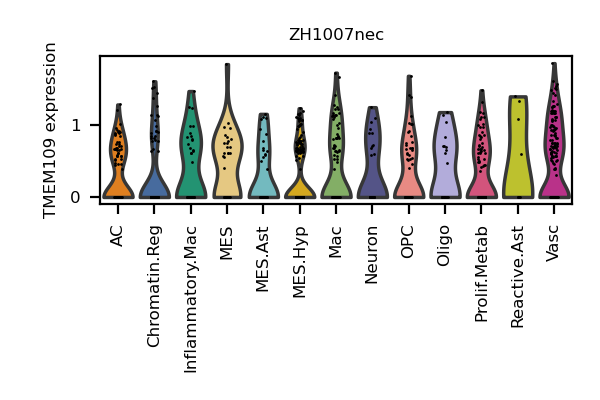 ZH1007nec
TMEM109 expression
1
0
AC
Chromatin.Reg
Inflammatory.Mac
MES
MES.Ast
MES.Hyp
Mac
Neuron
OPC
Oligo
Prolif.Metab
Reactive.Ast
Vasc